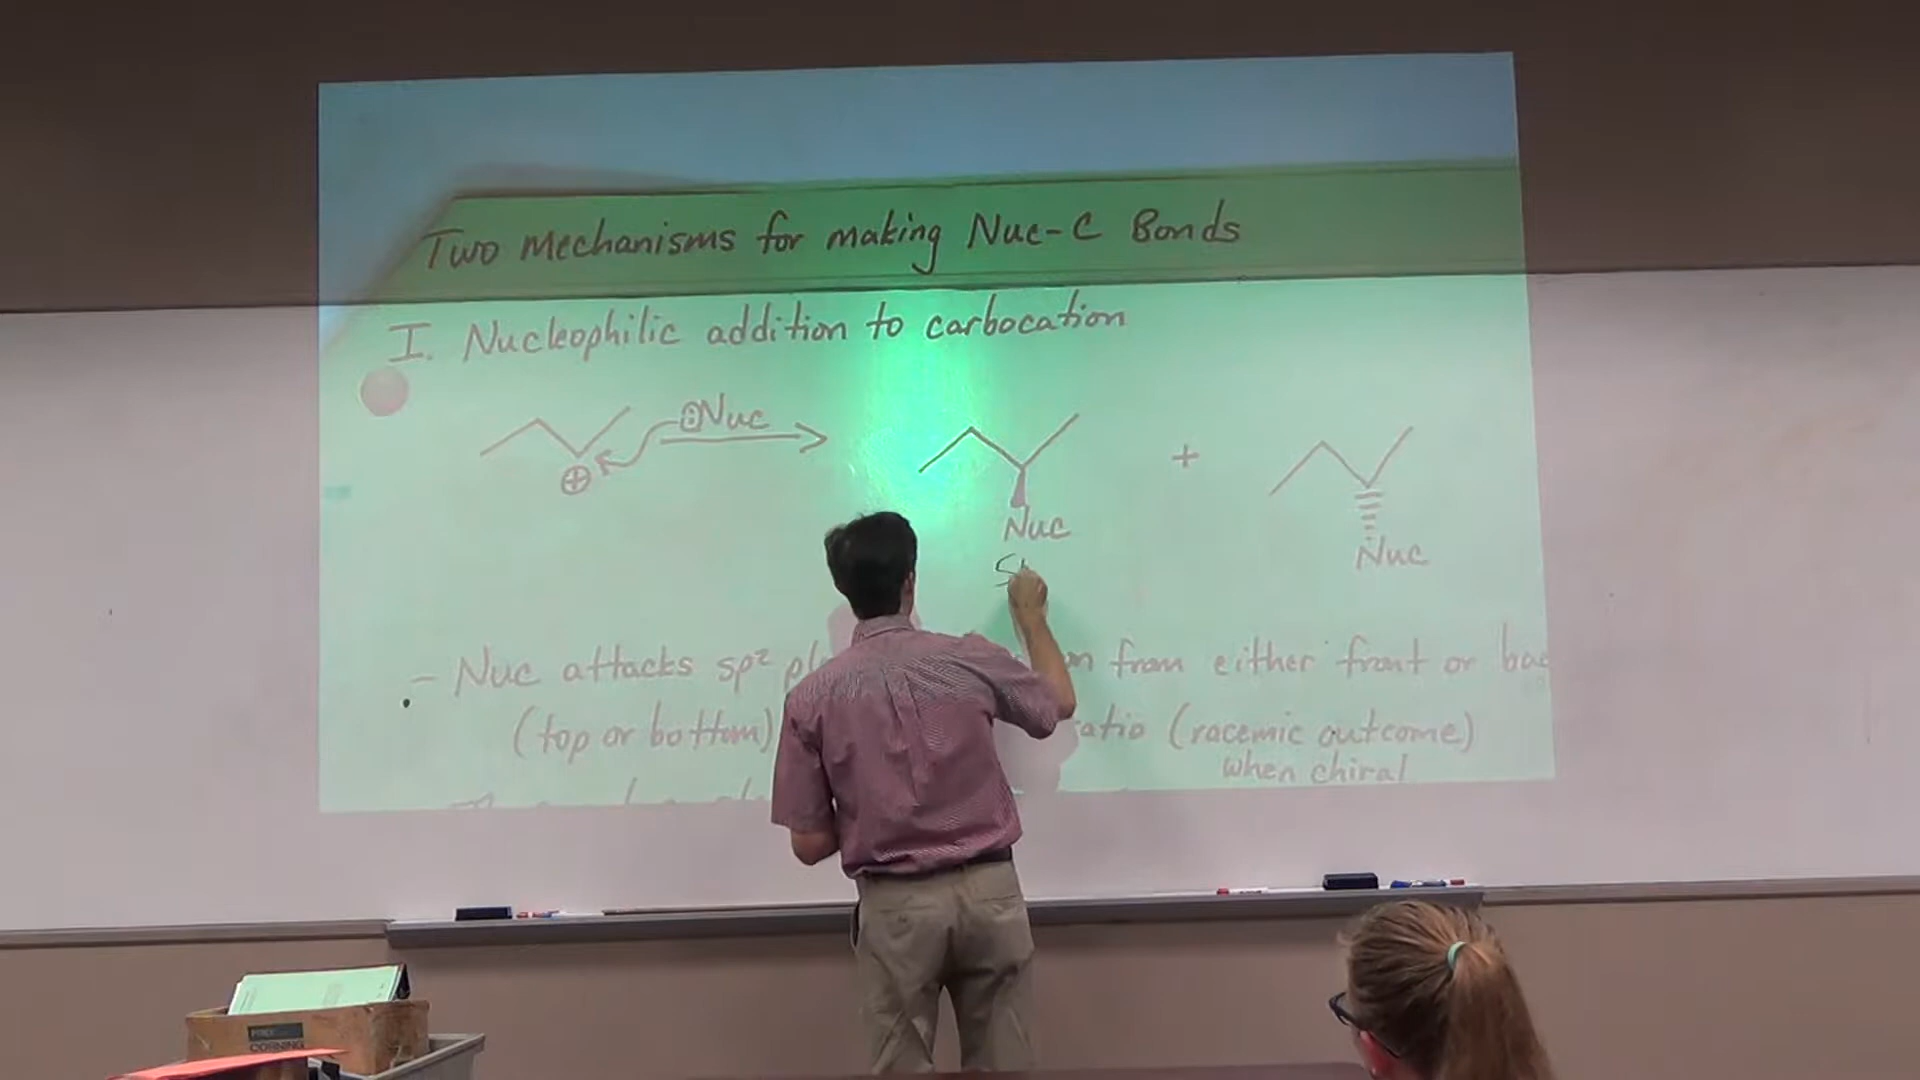 Two Mechanisms for making Nuc-C Bonds
I. Nucleophilic addition to carbocation
⊕
Nuc
+
Nuc
Nuc
- Nuc attacks sp² from either front or
(top or bottom) (racemic outcome)
when chiral
CORNING